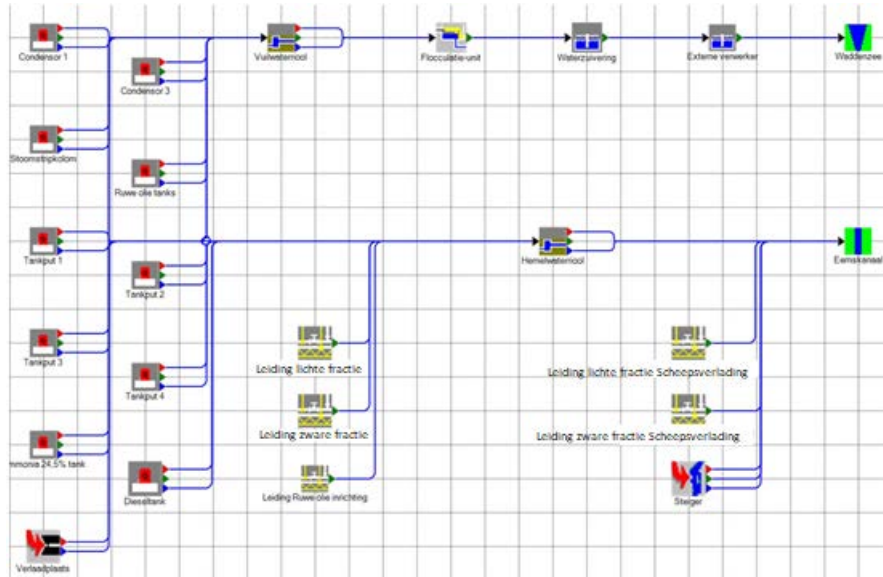 Condensor 1
Vuilwaterriool
Flocculatie-unit
Waterzuivering
Externe verwerker
Waddenzee
Condensor 3
Stoomstripkolom
Ruwe olie tanks
Tankput 1
Hemelwaterriool
Eemskanaal
Tankput 2
Tankput 3
Leiding lichte fractie
Leiding lichte fractie Scheepsverlading
Tankput 4
Leiding zware fractie
Leiding zware fractie Scheepsverlading
mmonia 24.5% tank
Dieseltank
Leiding Ruwe olie inrichting
Steiger
Verlaadplaats